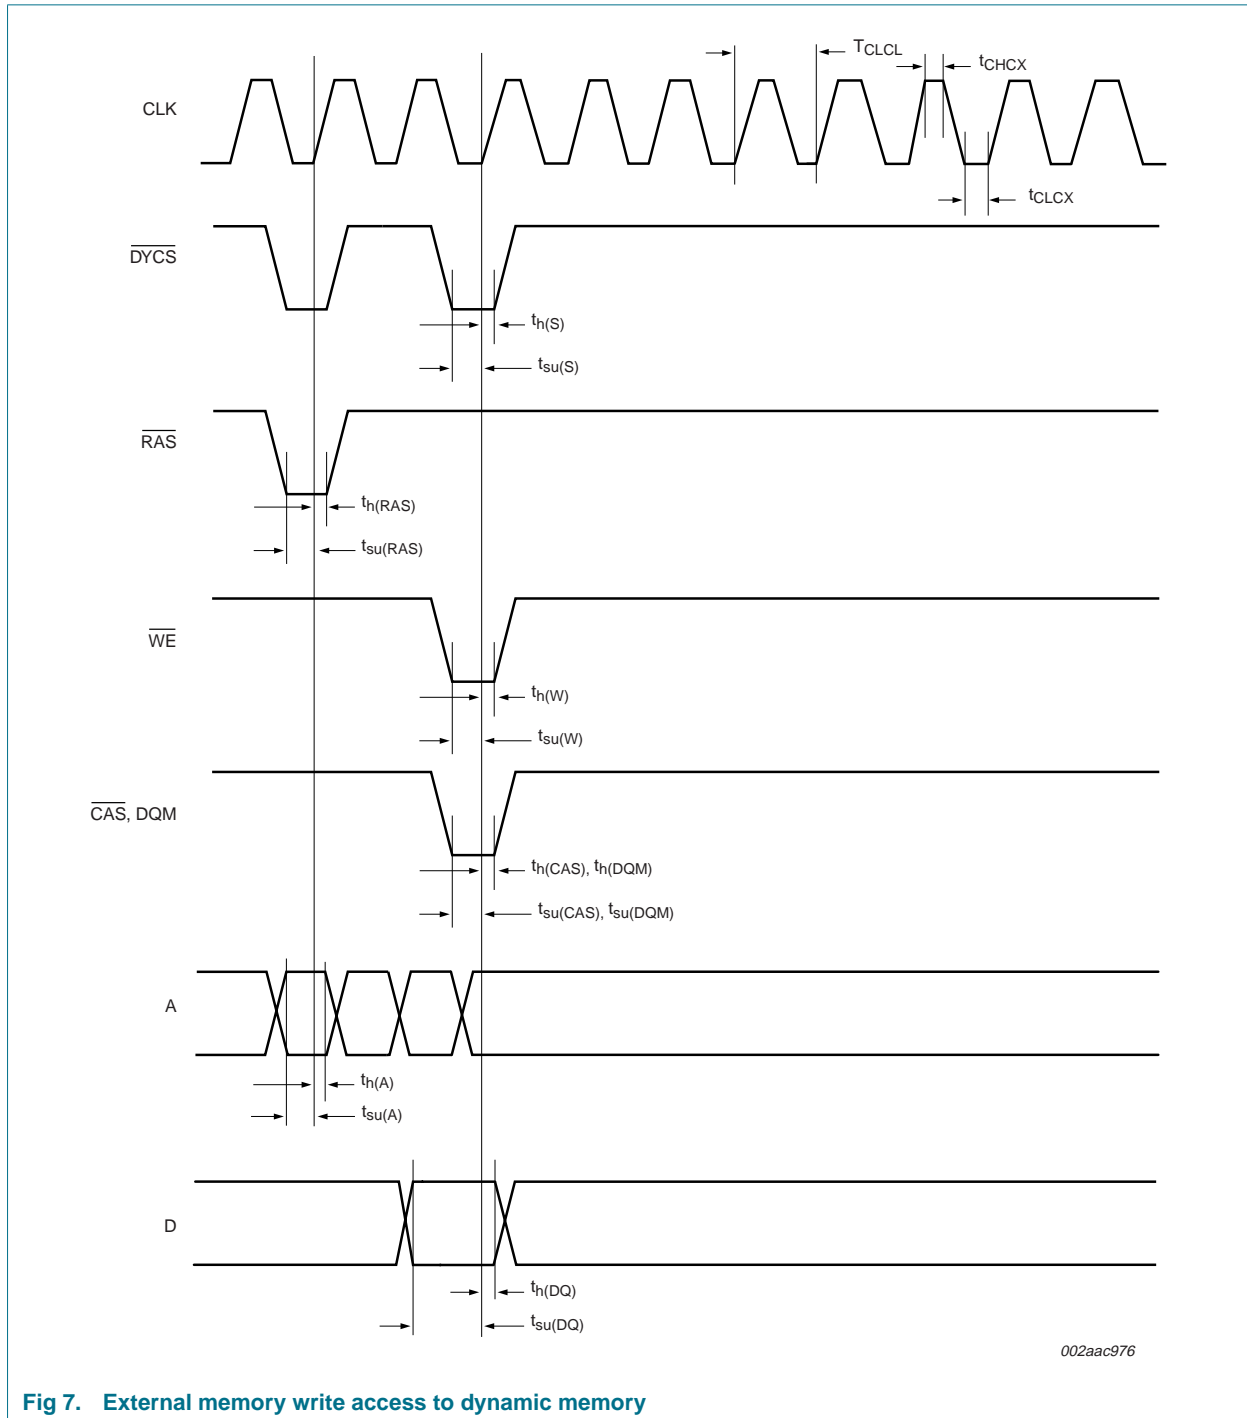 TCLCL
tCHCX
CLK
tCLCX
DYCS
th(S)
tsu(S)
RAS
th(RAS)
tsu(RAS)
WE
th(W)
tsu(W)
CAS, DQM
th(CAS), th(DQM)
tsu(CAS), tsu(DQM)
A
th(A)
tsu(A)
D
th(DQ)
tsu(DQ)
002aac976
Fig 7. External memory write access to dynamic memory